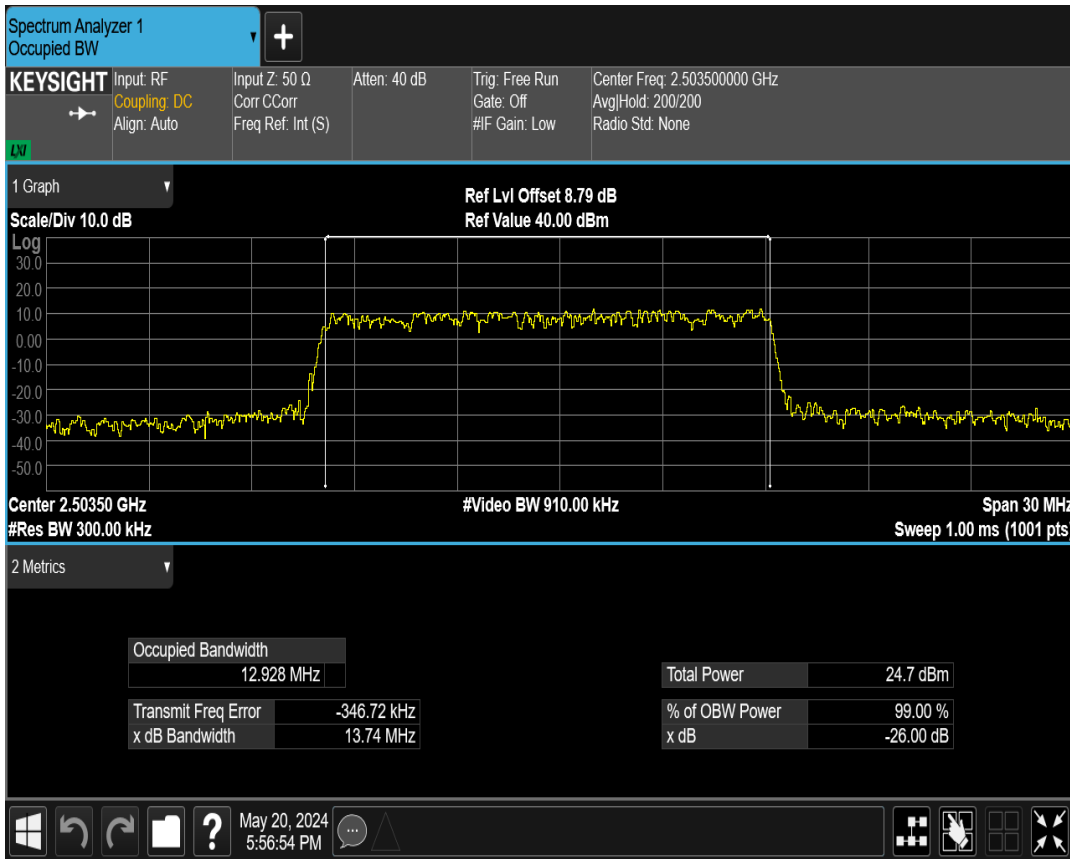 Spectrum Analyzer 1
Occupied BW
KEYSIGHT
LXI
Input: RF
Coupling: DC
Align: Auto
Input Z: 50 Ω
Corr CCorr
Freq Ref: Int (S)
Atten: 40 dB
Trig: Free Run
Gate: Off
#IF Gain: Low
Center Freq: 2.503500000 GHz
Avg|Hold: 200/200
Radio Std: None
1 Graph
Scale/Div 10.0 dB
Ref Lvl Offset 8.79 dB
Ref Value 40.00 dBm
Log
30.0
20.0
10.0
0.00
-10.0
-20.0
-30.0
-40.0
-50.0
Center 2.50350 GHz
#Video BW 910.00 kHz
Span 30 MHz
#Res BW 300.00 kHz
Sweep 1.00 ms (1001 pts)
2 Metrics
Occupied Bandwidth
12.928 MHz
Total Power 24.7 dBm
Transmit Freq Error -346.72 kHz
% of OBW Power 99.00 %
x dB Bandwidth 13.74 MHz
x dB -26.00 dB
?
May 20, 2024
5:56:54 PM